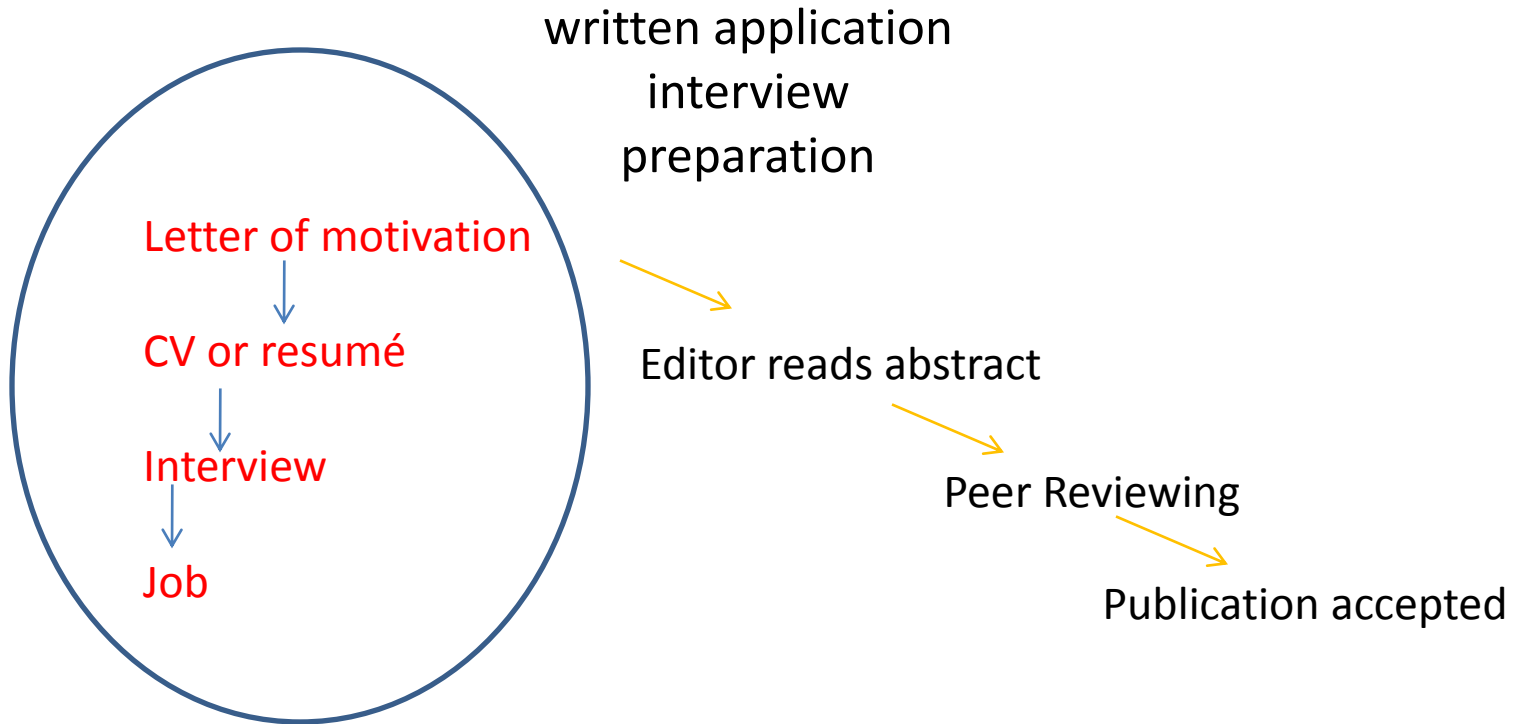 written application
interview
preparation
Letter of motivation
CV or resumé
Interview
Job
Editor reads abstract
Peer Reviewing
Publication accepted